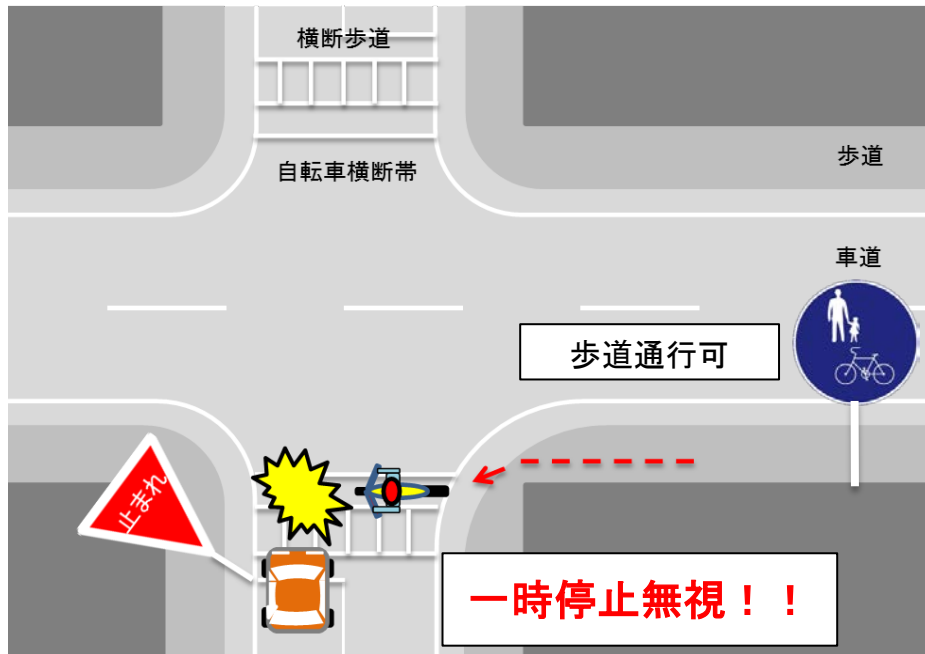 横断歩道
自転車横断帯
歩道
車道
歩道通行可
止まれ
一時停止無視！！